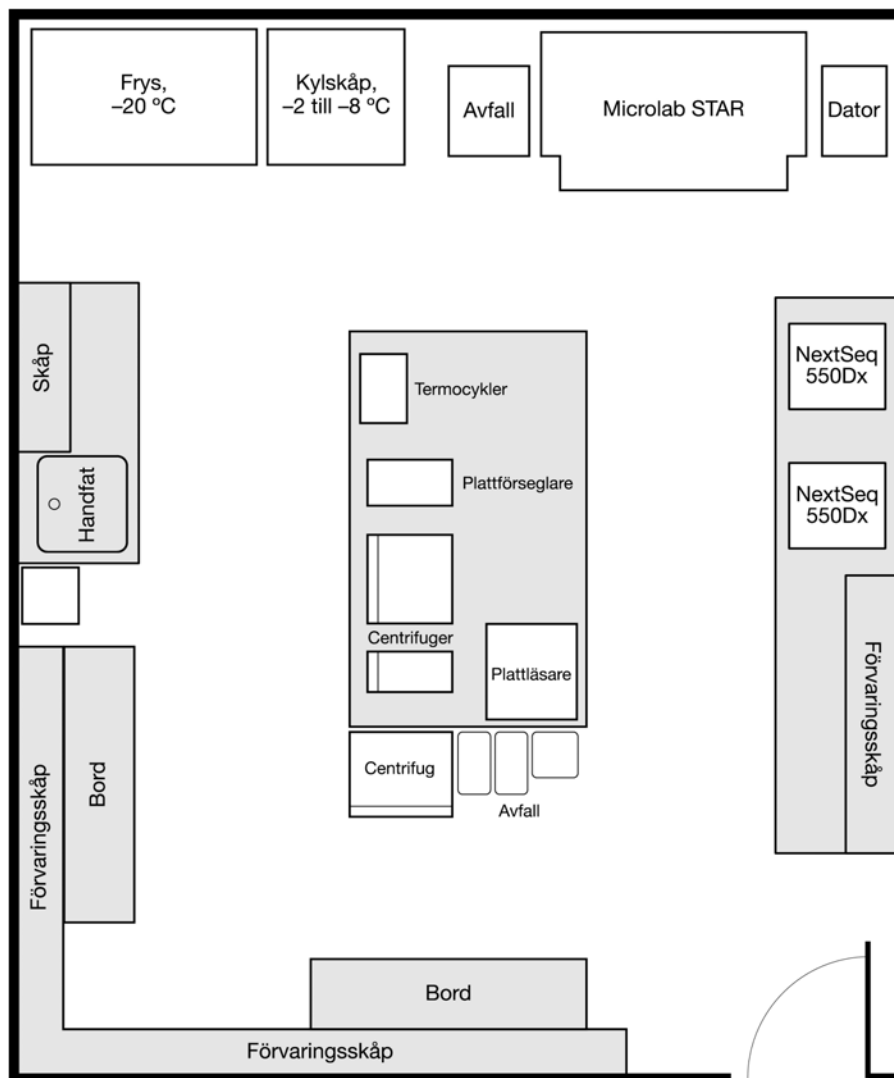 Frys,
–20 ºC
Kylskåp,
–2 till –8 ºC
Avfall
Microlab STAR
Dator
Skåp
Handfat
Termocykler
Plattförseglare
Centrifuger
Plattläsare
NextSeq
550Dx
NextSeq
550Dx
Förvaringsskåp
Förvaringsskåp
Bord
Centrifug
Avfall
Bord
Förvaringsskåp